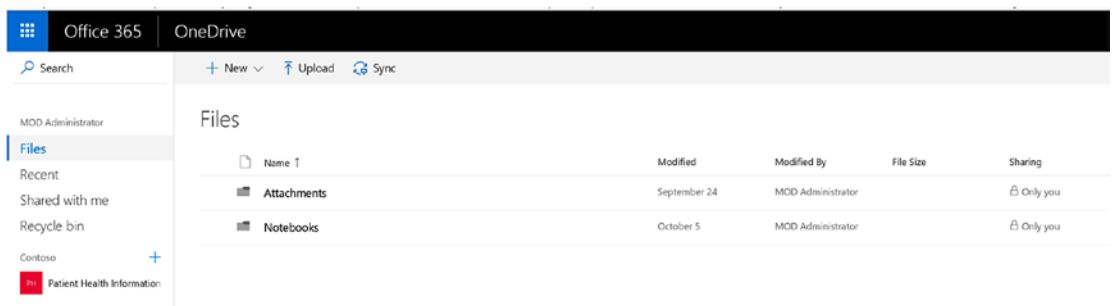 Office 365 OneDrive
Search
New Upload Sync
MOD Administrator
Files
Recent
Shared with me
Recycle bin
Contoso
PH Patient Health Information
Files
Name Modified Modified By File Size Sharing
Attachments September 24 MOD Administrator Only you
Notebooks October 5 MOD Administrator Only you